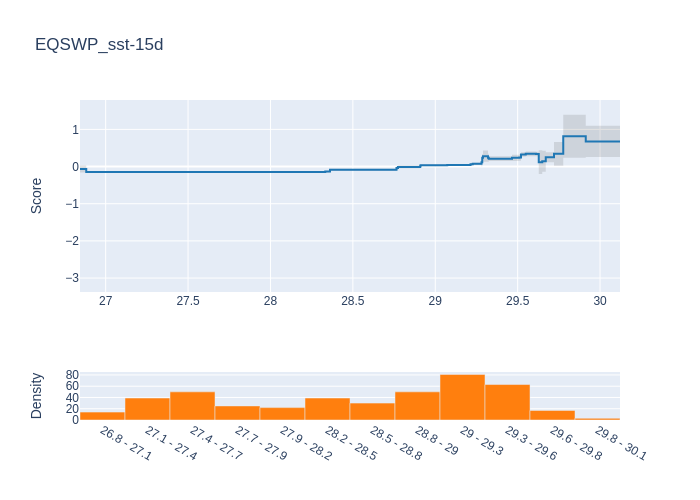 EQSWP_sst-15d
Score
1
0
−1
−2
−3
27
27.5
28
28.5
29
29.5
30
Density
80
60
40
20
0
26.8 - 27.1
27.1 - 27.4
27.4 - 27.7
27.7 - 27.9
27.9 - 28.2
28.2 - 28.5
28.5 - 28.8
28.8 - 29
29 - 29.3
29.3 - 29.6
29.6 - 29.8
29.8 - 30.1